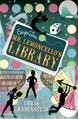 Escape from
MR. LEMONCELLO'S
LIBRARY
CHRIS
GRABENSTEIN